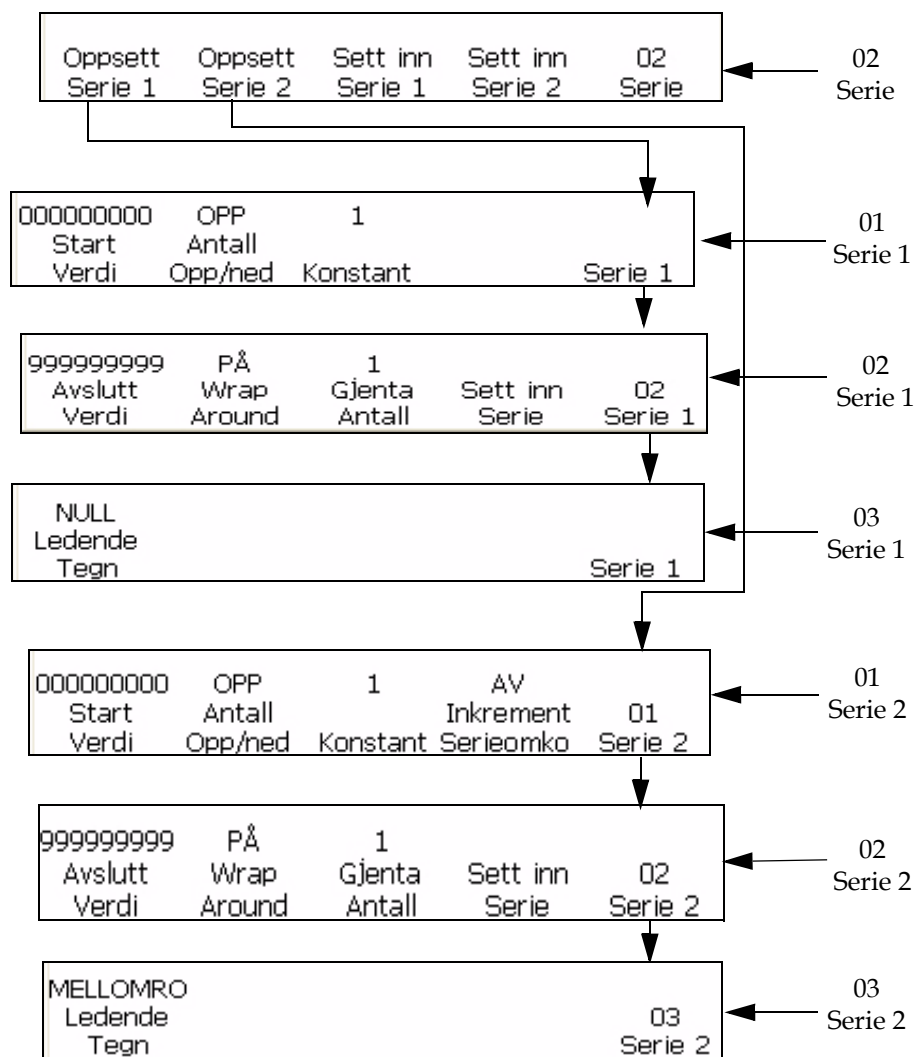 Oppsett Oppsett Sett inn Sett inn 02
Serie 1 Serie 2 Serie 1 Serie 2 Serie
02
Serie
000000000 OPP 1
Start Antall
Verdi Opp/ned Konstant Serie 1
01
Serie 1
999999999 PÅ 1
Avslutt Wrap Gjenta Sett inn 02
Verdi Around Antall Serie Serie 1
02
Serie 1
NULL
Ledende
Tegn Serie 1
03
Serie 1
000000000 OPP 1 AV
Start Antall Inkrement 01
Verdi Opp/ned Konstant Serieomko Serie 2
01
Serie 2
999999999 PÅ 1
Avslutt Wrap Gjenta Sett inn 02
Verdi Around Antall Serie Serie 2
02
Serie 2
MELLOMRO
Ledende 03
Tegn Serie 2
03
Serie 2